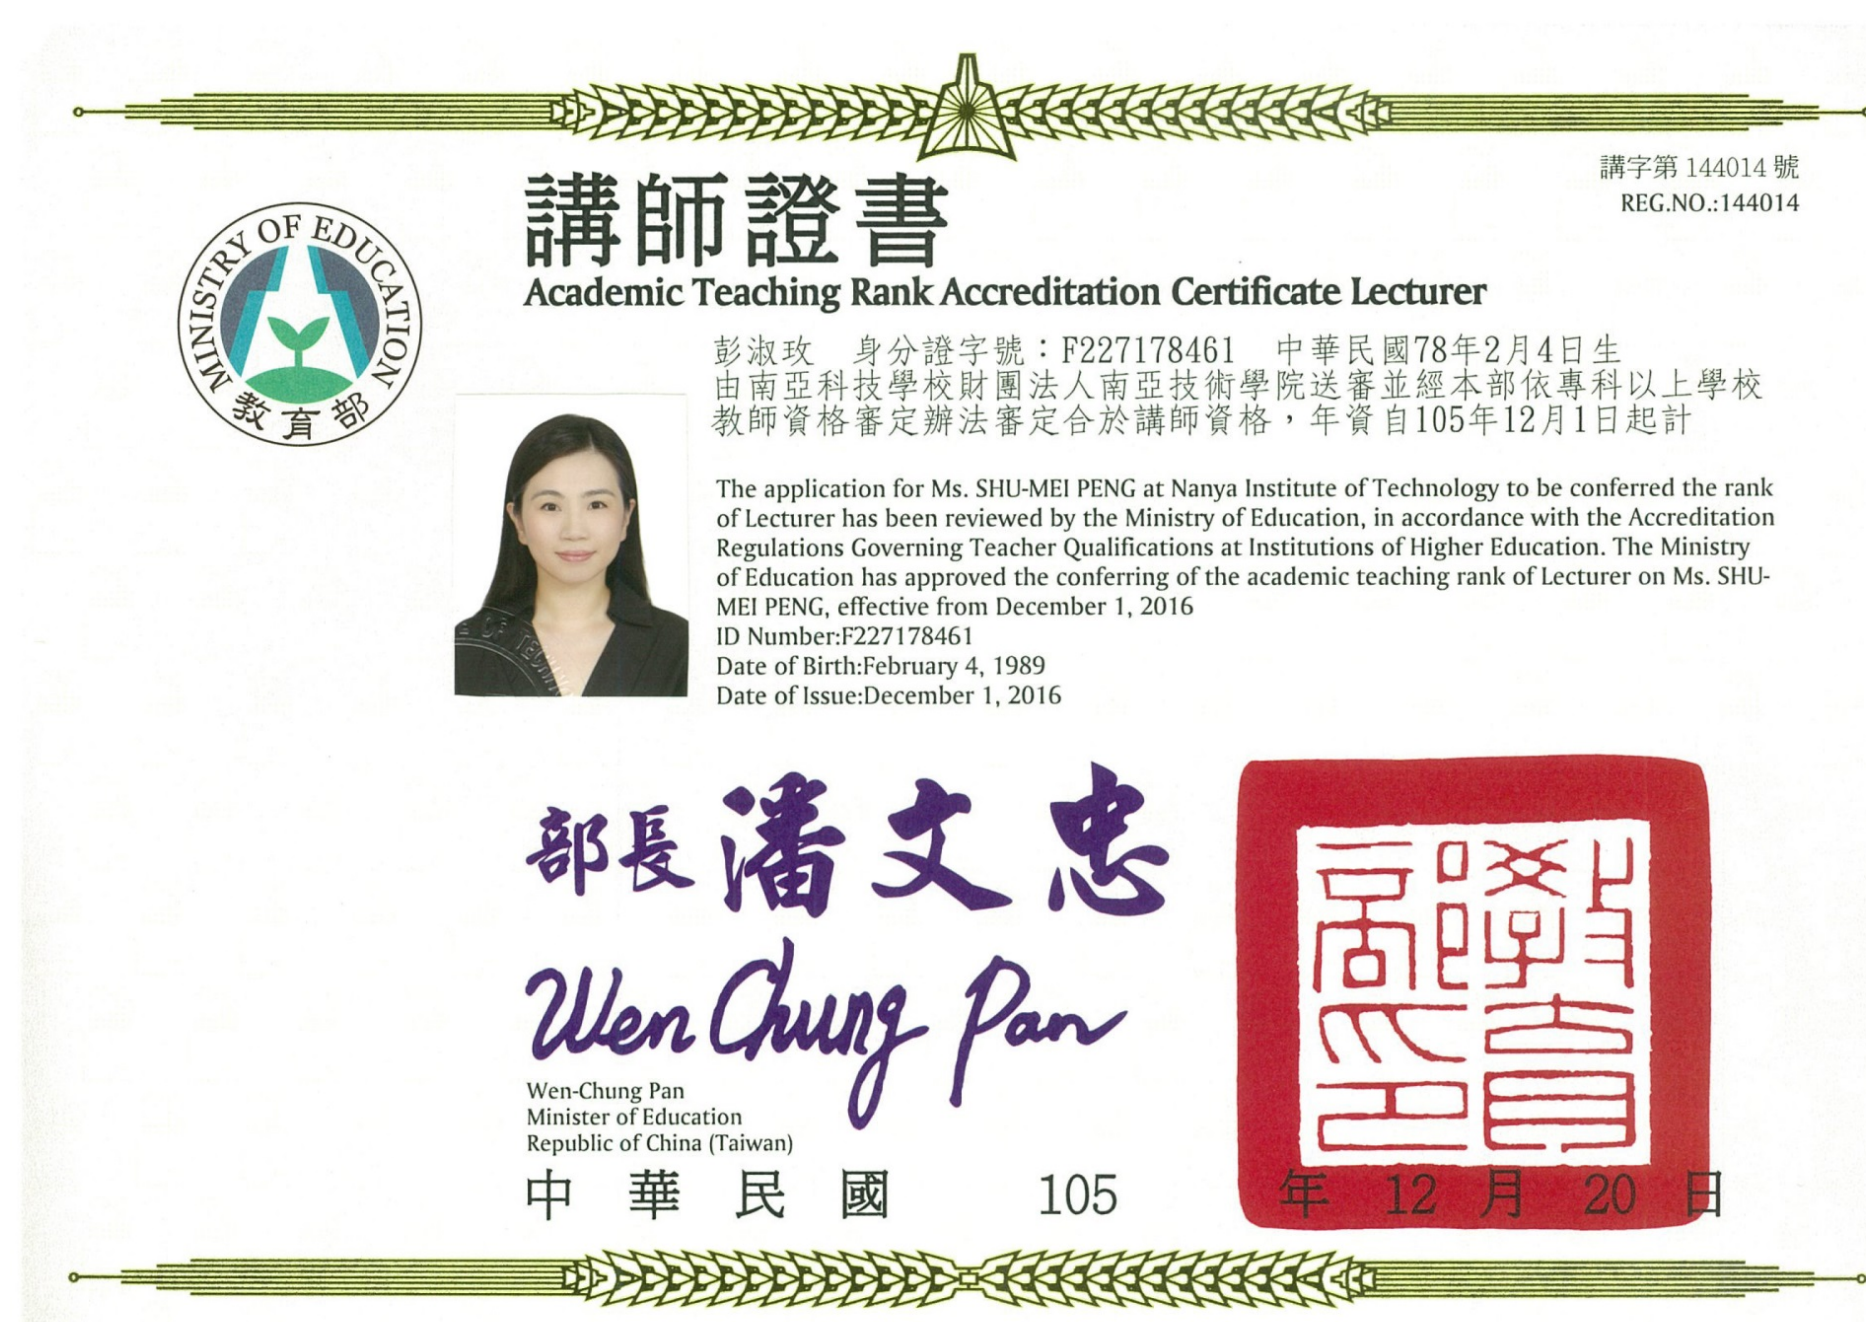 講字第 144014 號
REG.NO.:144014
MINISTRY OF EDUCATION
教育部
講師證書
Academic Teaching Rank Accreditation Certificate Lecturer
彭淑玫 身分證字號：F227178461 中華民國78年2月4日生
由南亞科技學校財團法人南亞技術學院送審並經本部依專科以上學校
教師資格審定辦法審定合於講師資格，年資自105年12月1日起計
The application for Ms. SHU-MEI PENG at Nanya Institute of Technology to be conferred the rank
of Lecturer has been reviewed by the Ministry of Education, in accordance with the Accreditation
Regulations Governing Teacher Qualifications at Institutions of Higher Education. The Ministry
of Education has approved the conferring of the academic teaching rank of Lecturer on Ms. SHU-
MEI PENG, effective from December 1, 2016
ID Number:F227178461
Date of Birth:February 4, 1989
Date of Issue:December 1, 2016
部長 潘文忠
Wen Chung Pan
Wen-Chung Pan
Minister of Education
Republic of China (Taiwan)
教育部印
中華民國 105 年 12 月 20 日